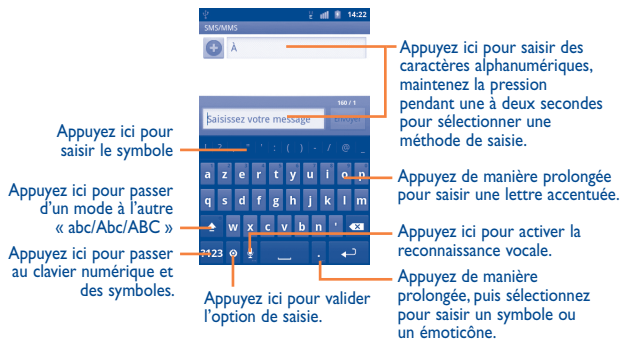 14:22
SMS/MMS
À
160 / 1
Saisissez votre message
Envoyer
! ? , " ' : ( ) - / @ _
a z e r t y u i o p
q s d f g h j k l m
w x c v b n '
?123 .
Appuyez ici pour
saisir le symbole
Appuyez ici pour passer
d'un mode à l'autre
« abc/Abc/ABC »
Appuyez ici pour passer
au clavier numérique et
des symboles.
Appuyez ici pour valider
l'option de saisie.
Appuyez ici pour saisir des
caractères alphanumériques,
maintenez la pression
pendant une à deux secondes
pour sélectionner une
méthode de saisie.
Appuyez de manière prolongée
pour saisir une lettre accentuée.
Appuyez ici pour activer la
reconnaissance vocale.
Appuyez de manière
prolongée, puis sélectionnez
pour saisir un symbole ou
un émoticône.